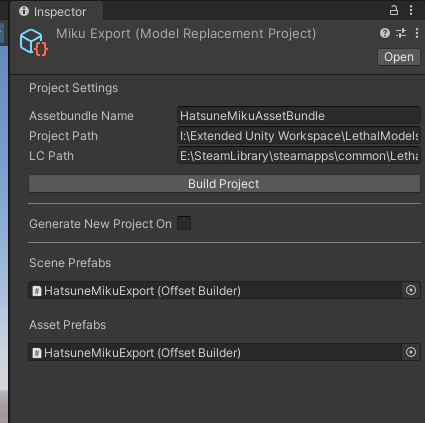 Inspector
Miku Export (Model Replacement Project)
Open
Project Settings
Assetbundle Name HatsuneMikuAssetBundle
Project Path I:\Extended Unity Workspace\LethalModels
LC Path E:\SteamLibrary\steamapps\common\Letha
Build Project
Generate New Project On
Scene Prefabs
HatsuneMikuExport (Offset Builder)
Asset Prefabs
HatsuneMikuExport (Offset Builder)